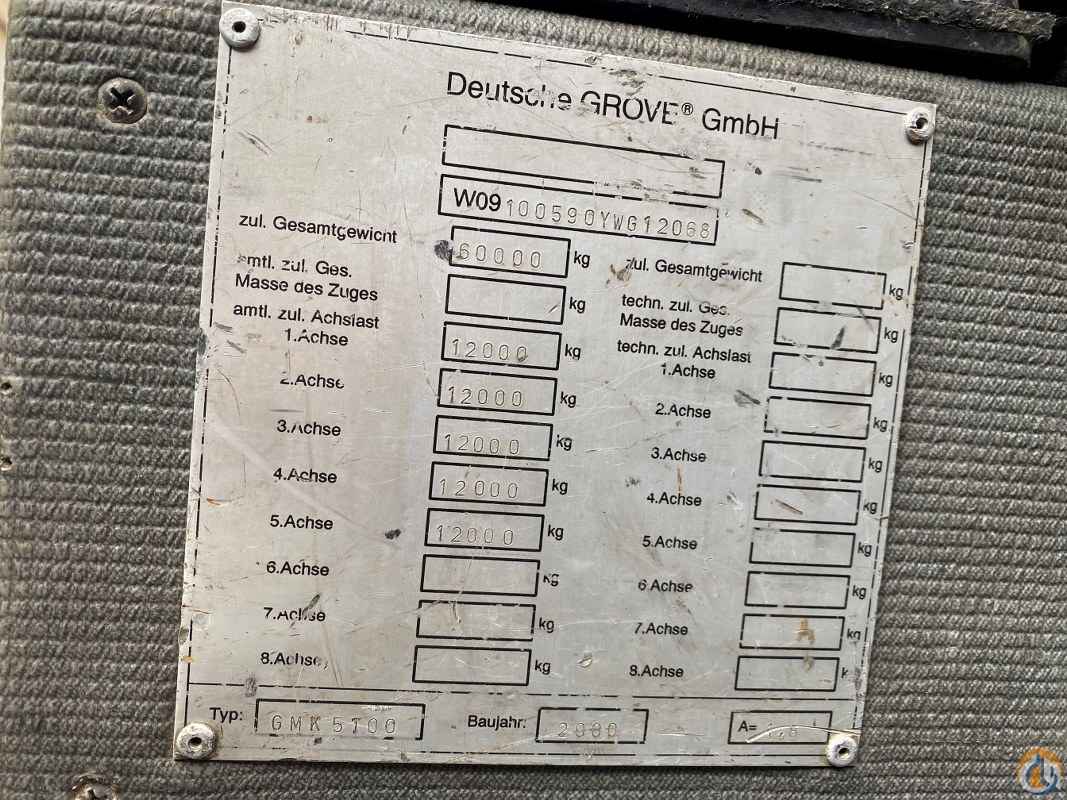 Deutsche GROVE® GmbH
W09100590YWG12068
zul. Gesamtgewicht 60000 kg
amtl. zul. Ges.
Masse des Zuges kg
amtl. zul. Achslast
1.Achse 12000 kg
2.Achse 12000 kg
3.Achse 12000 kg
4.Achse 12000 kg
5.Achse 12000 kg
6.Achse kg
7.Achse kg
8.Achse kg
zul. Gesamtgewicht kg
techn. zul. Ges.
Masse des Zuges kg
techn. zul. Achslast
1.Achse kg
2.Achse kg
3.Achse kg
4.Achse kg
5.Achse kg
6.Achse kg
7.Achse kg
8.Achse k
Typ: GMK5100 Baujahr: 2000 A=